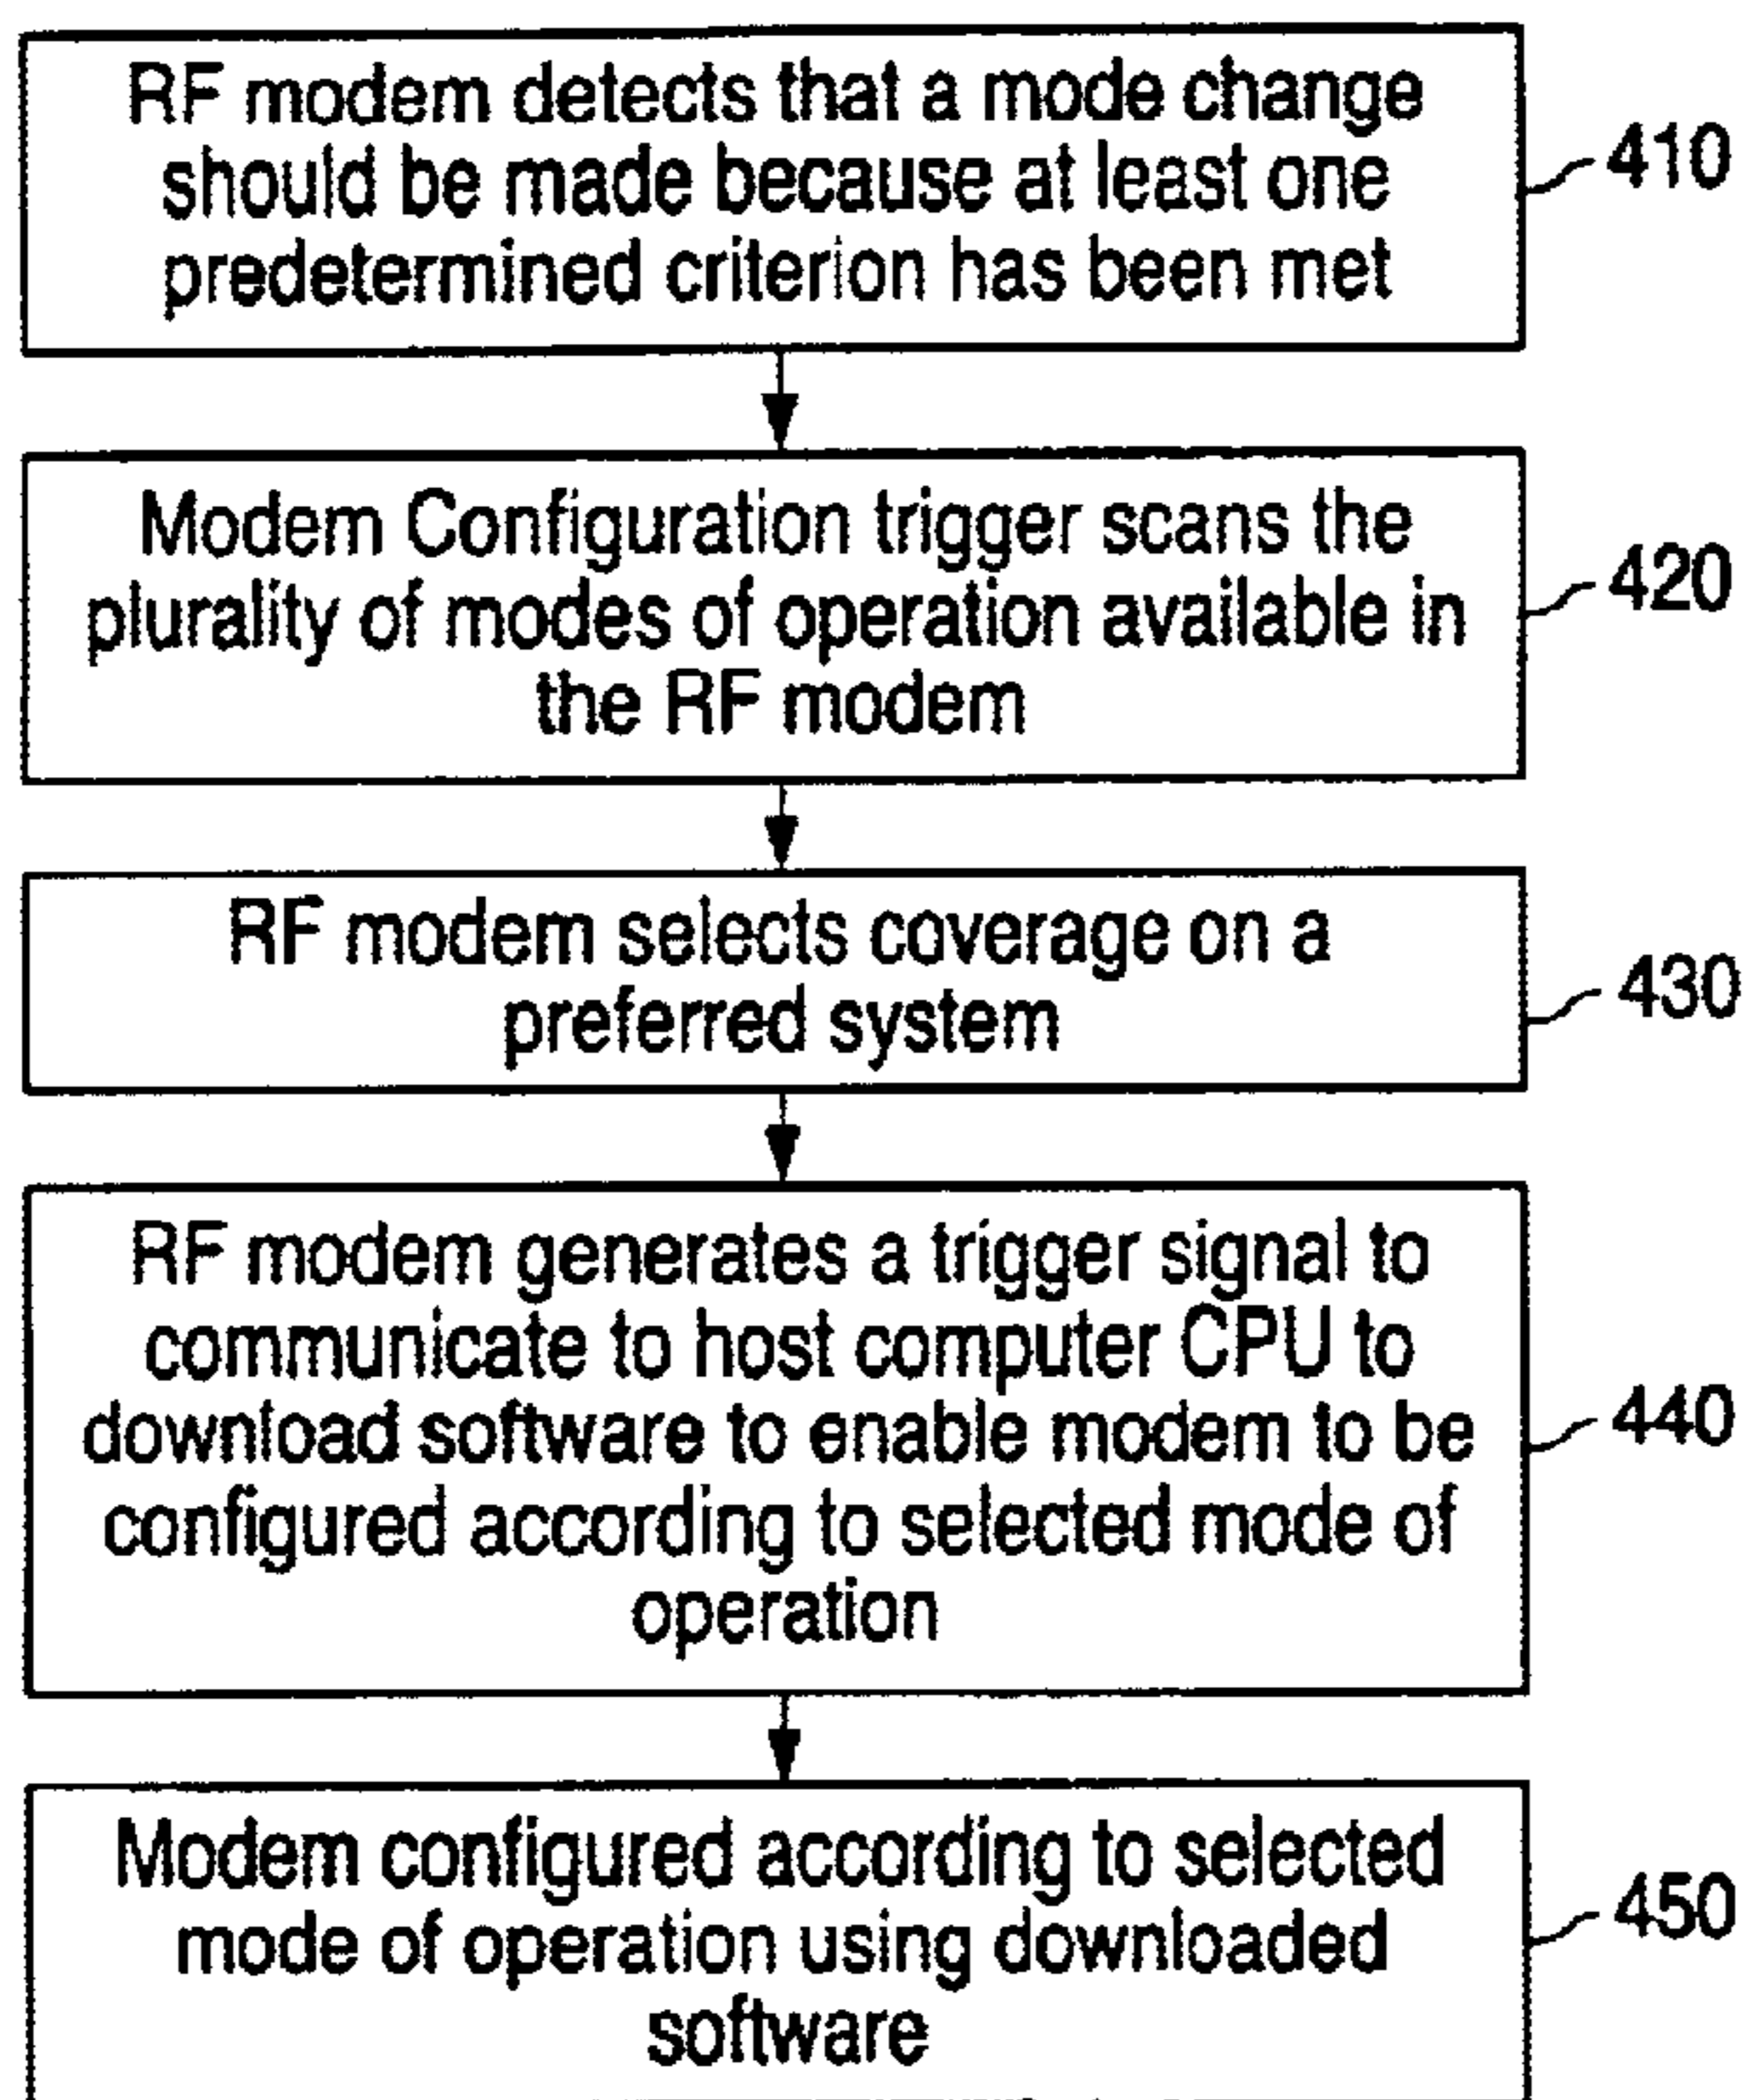 RF modem detects that a mode change
should be made because at least one
predetermined criterion has been met
410
Modem Configuration trigger scans the
plurality of modes of operation available in
the RF modem
420
RF modem selects coverage on a
preferred system
430
RF modem generates a trigger signal to
communicate to host computer CPU to
download software to enable modem to be
configured according to selected mode of
operation
440
Modem configured according to selected
mode of operation using downloaded
software
450